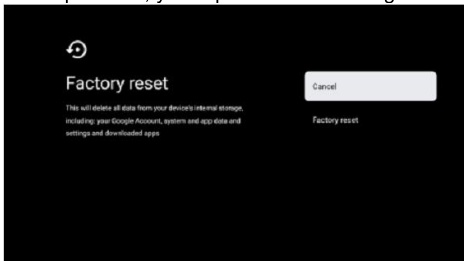 Factory reset
This will delete all data from your device's internal storage,
including: your Google Account, system and app data and
settings and downloaded apps
Cancel
Factory reset